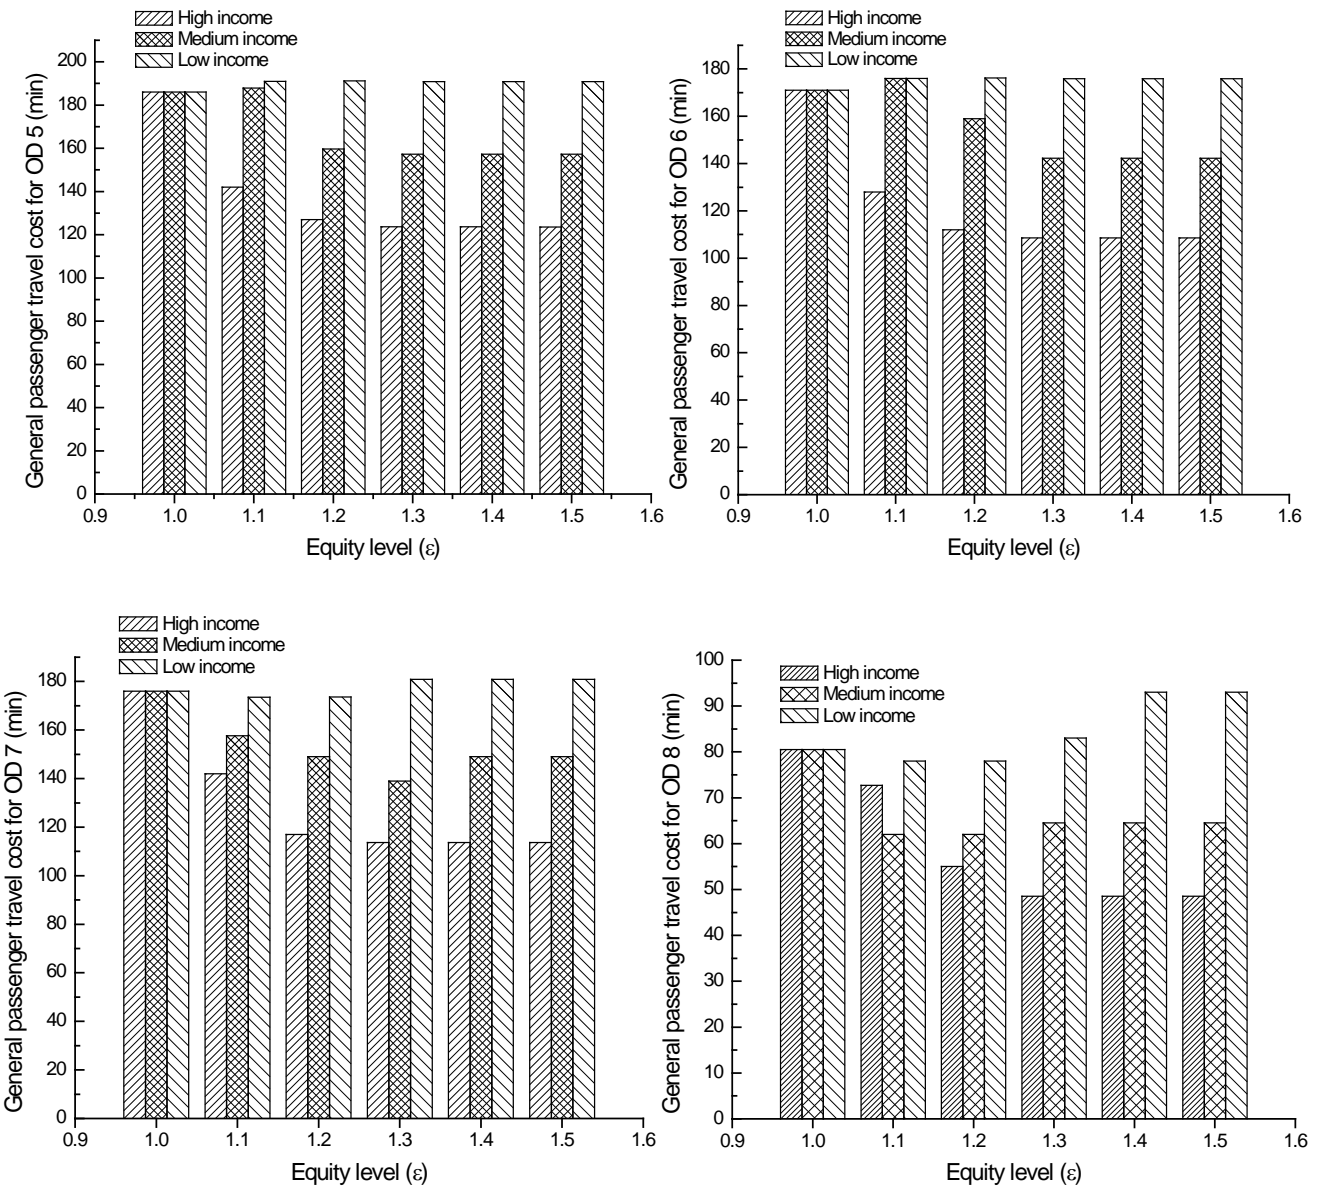 High income
Medium income
Low income
General passenger travel cost for OD 5 (min)
200
180
160
140
120
100
80
60
40
20
0
0.9 1.0 1.1 1.2 1.3 1.4 1.5 1.6
Equity level (ε)
High income
Medium income
Low income
General passenger travel cost for OD 6 (min)
180
160
140
120
100
80
60
40
20
0
0.9 1.0 1.1 1.2 1.3 1.4 1.5 1.6
Equity level (ε)
High income
Medium income
Low income
General passenger travel cost for OD 7 (min)
180
160
140
120
100
80
60
40
20
0
0.9 1.0 1.1 1.2 1.3 1.4 1.5 1.6
Equity level (ε)
High income
Medium income
Low income
General passenger travel cost for OD 8 (min)
100
90
80
70
60
50
40
30
20
10
0
0.9 1.0 1.1 1.2 1.3 1.4 1.5 1.6
Equity level (ε)